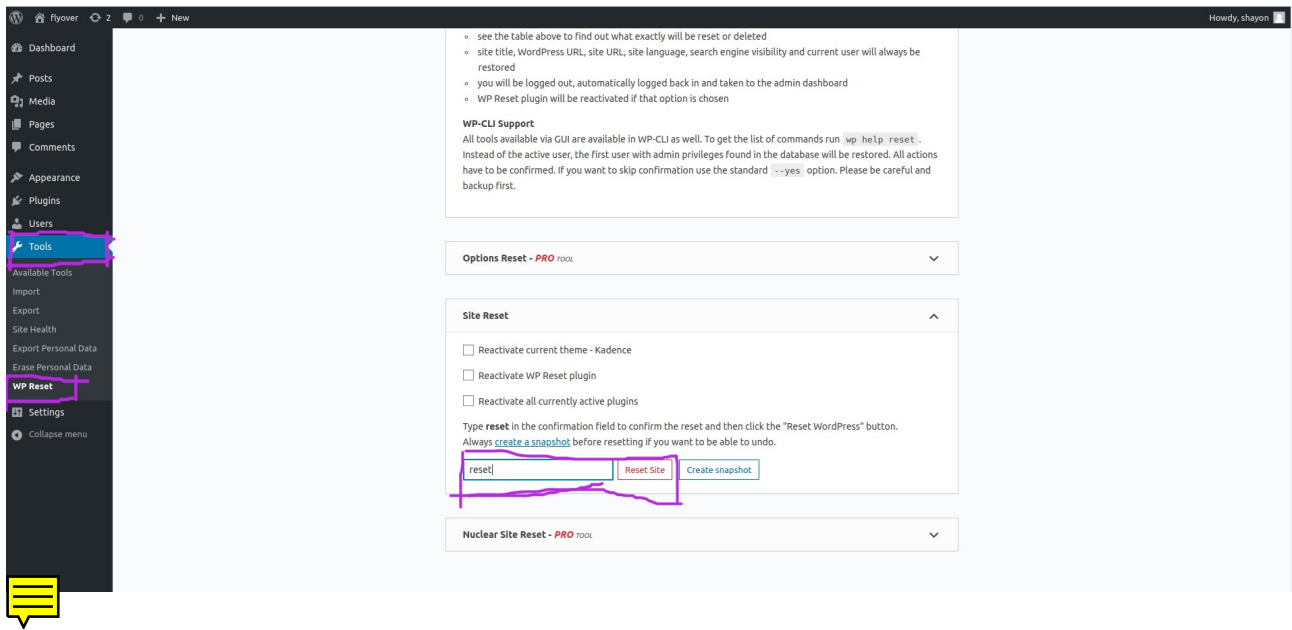 flyover 2 0 + New Howdy, shayon
Dashboard
Posts
Media
Pages
Comments
Appearance
Plugins
Users
Tools
Available Tools
Import
Export
Site Health
Export Personal Data
Erase Personal Data
WP Reset
Settings
Collapse menu
see the table above to find out what exactly will be reset or deleted
site title, WordPress URL, site URL, site language, search engine visibility and current user will always be
restored
you will be logged out, automatically logged back in and taken to the admin dashboard
WP Reset plugin will be reactivated if that option is chosen
WP-CLI Support
All tools available via GUI are available in WP-CLI as well. To get the list of commands run wp help reset .
Instead of the active user, the first user with admin privileges found in the database will be restored. All actions
have to be confirmed. If you want to skip confirmation use the standard --yes option. Please be careful and
backup first.
Options Reset - PRO TOOL
Site Reset
Reactivate current theme - Kadence
Reactivate WP Reset plugin
Reactivate all currently active plugins
Type reset in the confirmation field to confirm the reset and then click the "Reset WordPress" button.
Always create a snapshot before resetting if you want to be able to undo.
reset Reset Site Create snapshot
Nuclear Site Reset - PRO TOOL